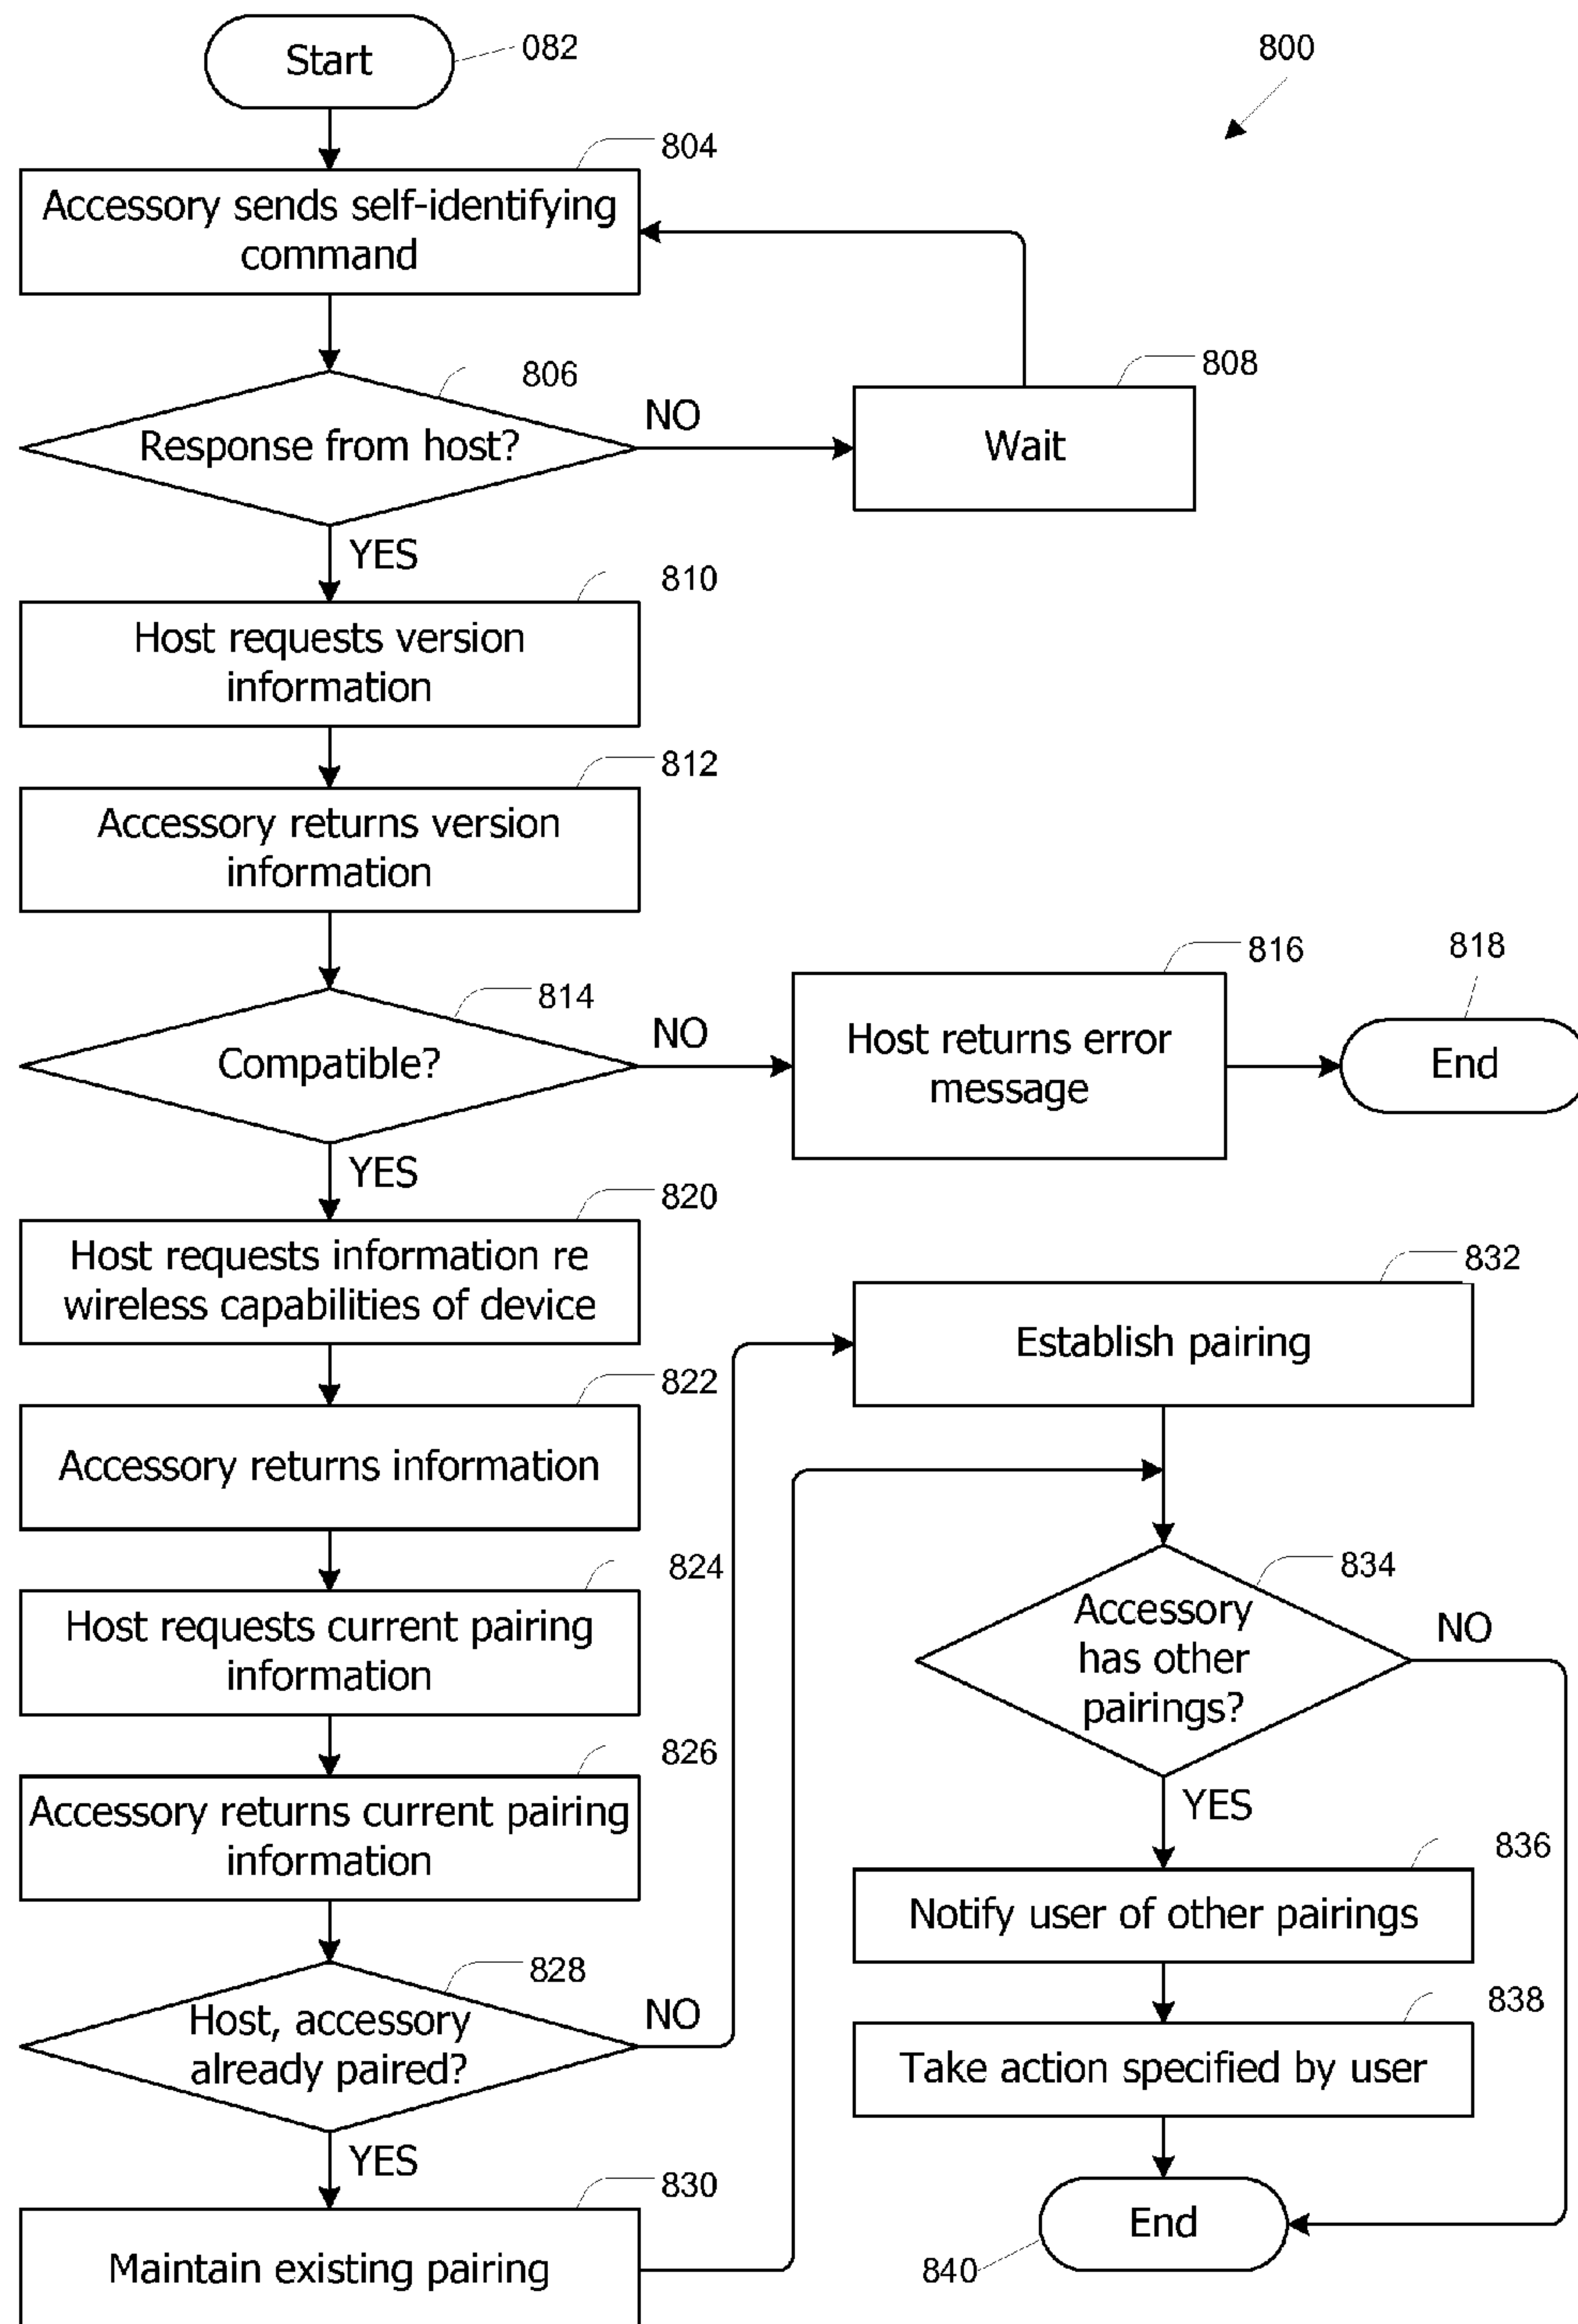 Start
082
800
804
Accessory sends self-identifying
command
806
Response from host?
NO
808
Wait
YES
810
Host requests version
information
812
Accessory returns version
information
814
Compatible?
NO
816
Host returns error
message
818
End
YES
820
Host requests information re
wireless capabilities of device
822
Accessory returns information
824
Host requests current pairing
information
826
Accessory returns current pairing
information
828
Host, accessory
already paired?
NO
YES
830
Maintain existing pairing
832
Establish pairing
834
Accessory
has other
pairings?
NO
YES
836
Notify user of other pairings
838
Take action specified by user
End
840